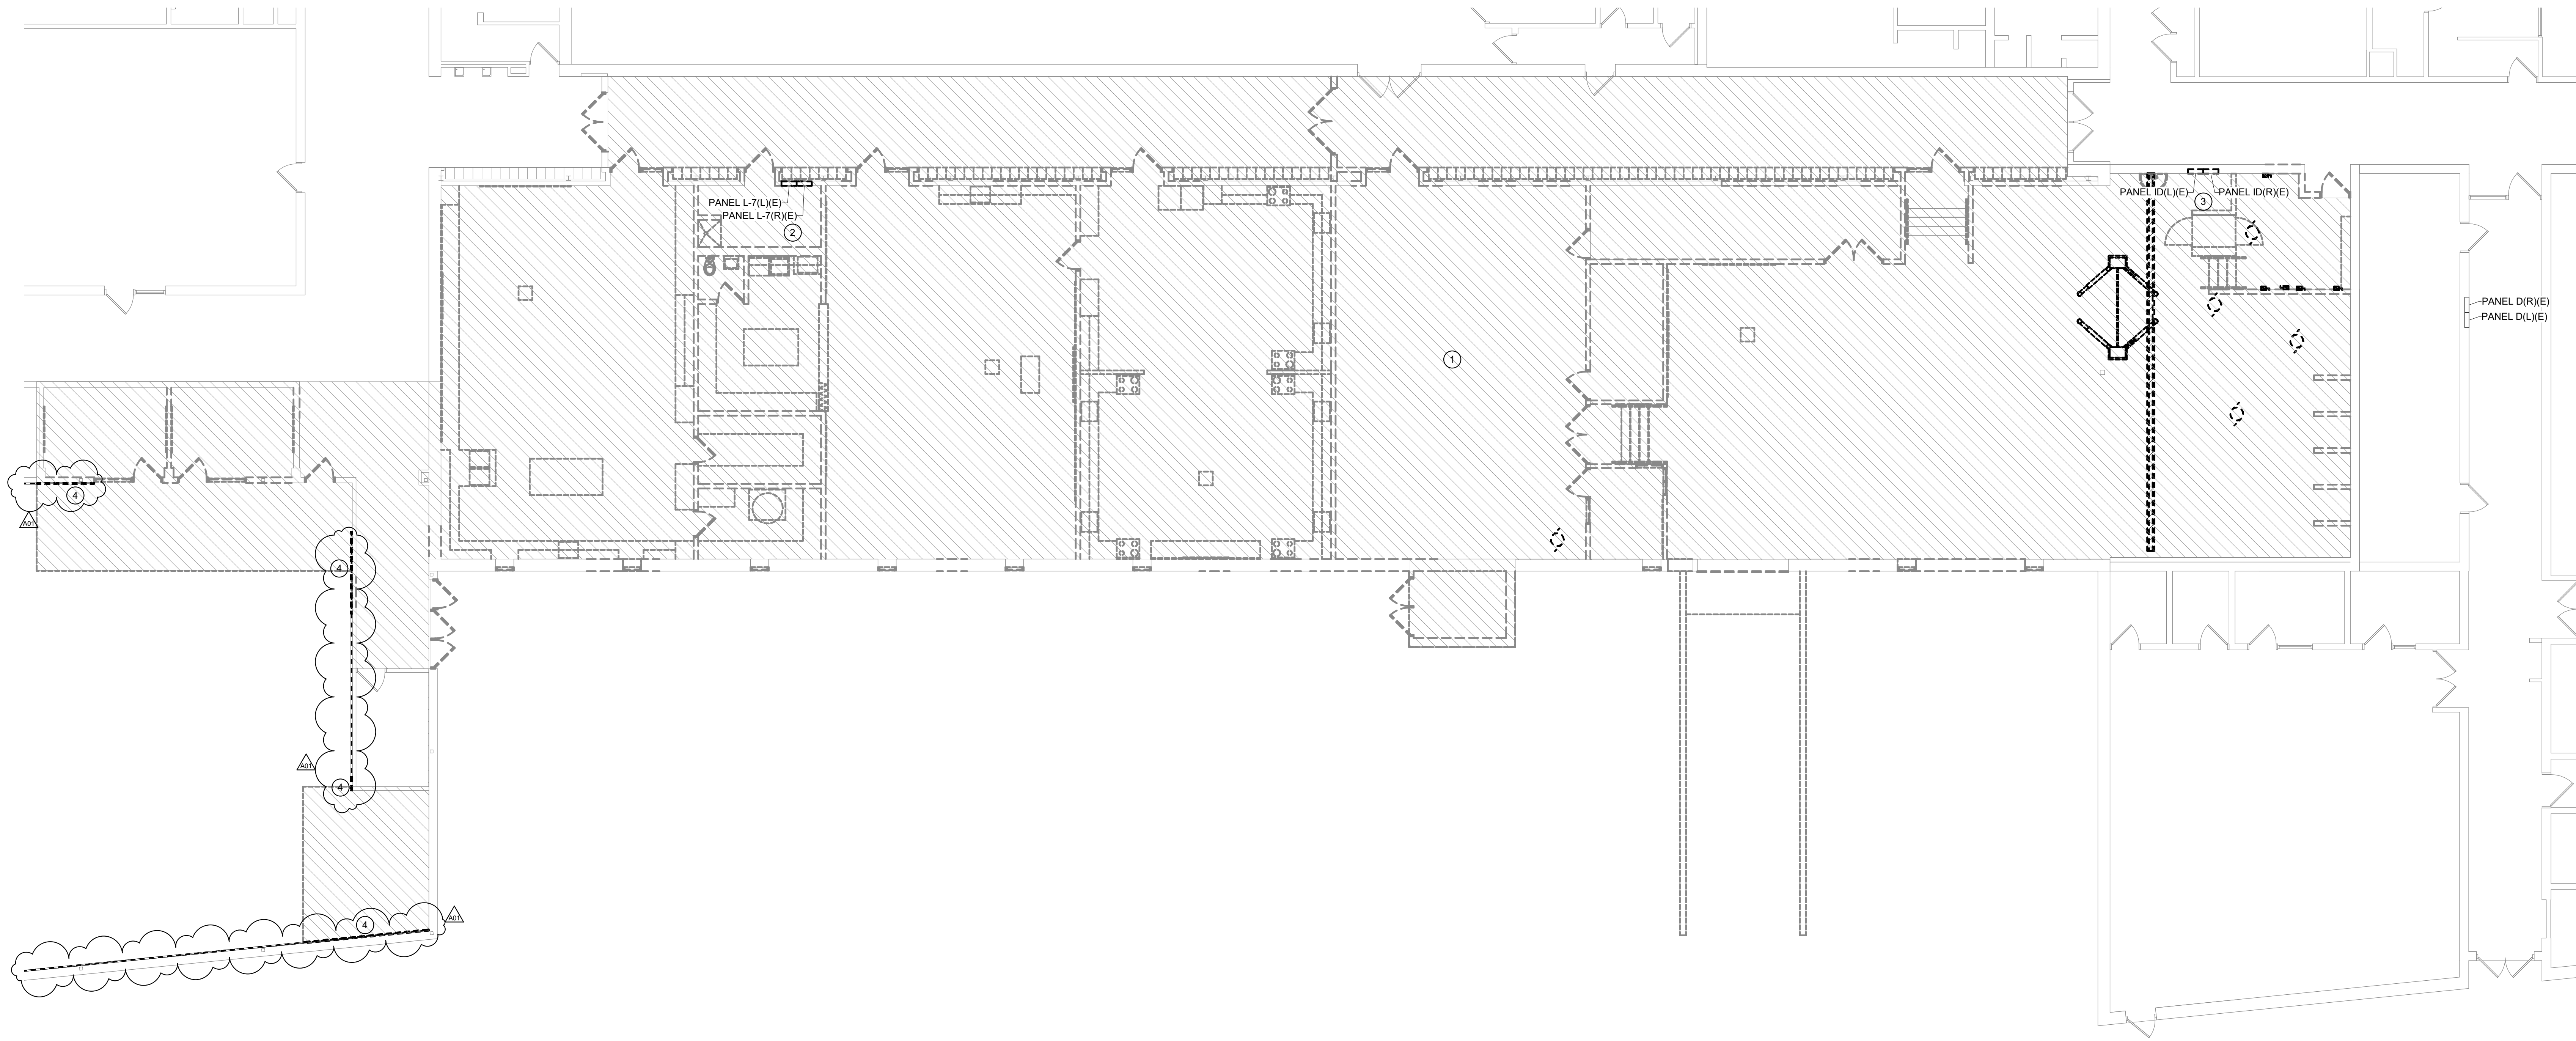 PANEL L-7(L)(E)
PANEL L-7(R)(E)
2
PANEL ID(L)(E)
PANEL ID(R)(E)
3
PANEL D(R)(E)
PANEL D(L)(E)
1
4
A01
4
A01
4
4
A01